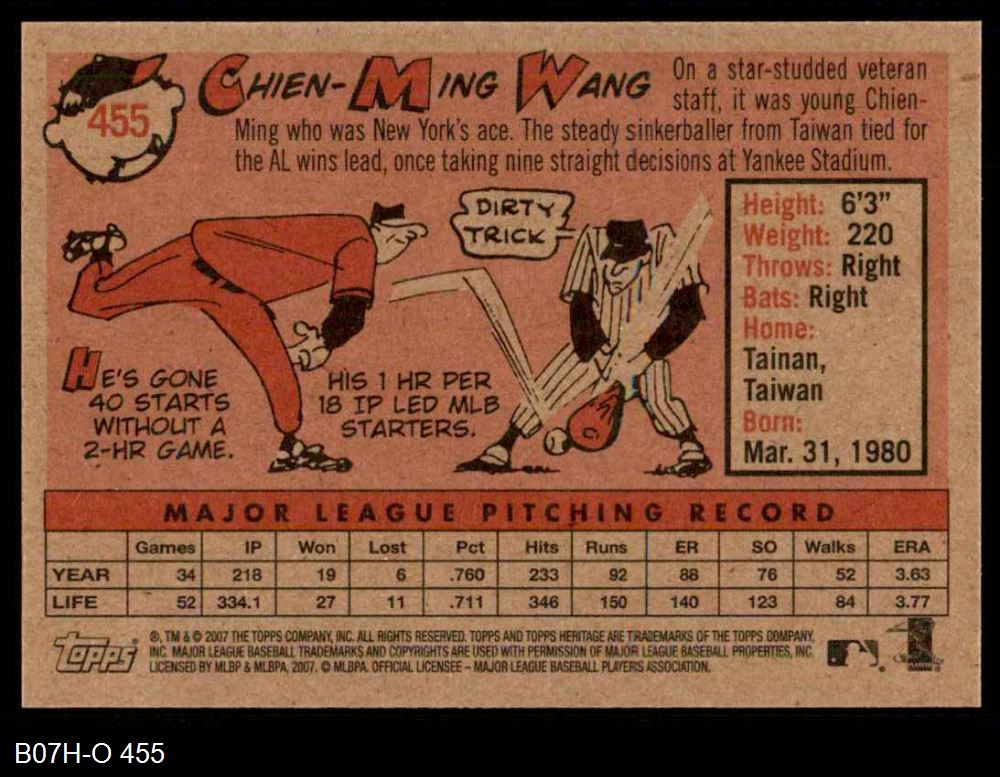 455
CHIEN-MING WANG
On a star-studded veteran
staff, it was young Chien-
Ming who was New York's ace. The steady sinkerballer from Taiwan tied for
the AL wins lead, once taking nine straight decisions at Yankee Stadium.
HE'S GONE
40 STARTS
WITHOUT A
2-HR GAME.
HIS 1 HR PER
18 IP LED MLB
STARTERS.
DIRTY
TRICK
Height: 6'3"
Weight: 220
Throws: Right
Bats: Right
Home:
Tainan,
Taiwan
Born:
Mar. 31, 1980
MAJOR LEAGUE PITCHING RECORD
Games IP Won Lost Pct Hits Runs ER SO Walks ERA
YEAR 34 218 19 6 .760 233 92 88 76 52 3.63
LIFE 52 334.1 27 11 .711 346 150 140 123 84 3.77
Topps
®, TM & © 2007 THE TOPPS COMPANY, INC. ALL RIGHTS RESERVED. TOPPS AND TOPPS HERITAGE ARE TRADEMARKS OF THE TOPPS COMPANY,
INC. MAJOR LEAGUE BASEBALL TRADEMARKS AND COPYRIGHTS ARE USED WITH PERMISSION OF MAJOR LEAGUE BASEBALL PROPERTIES, INC.
LICENSED BY MLBP & MLBPA, 2007. © MLBPA. OFFICIAL LICENSEE – MAJOR LEAGUE BASEBALL PLAYERS ASSOCIATION.
B07H-O 455